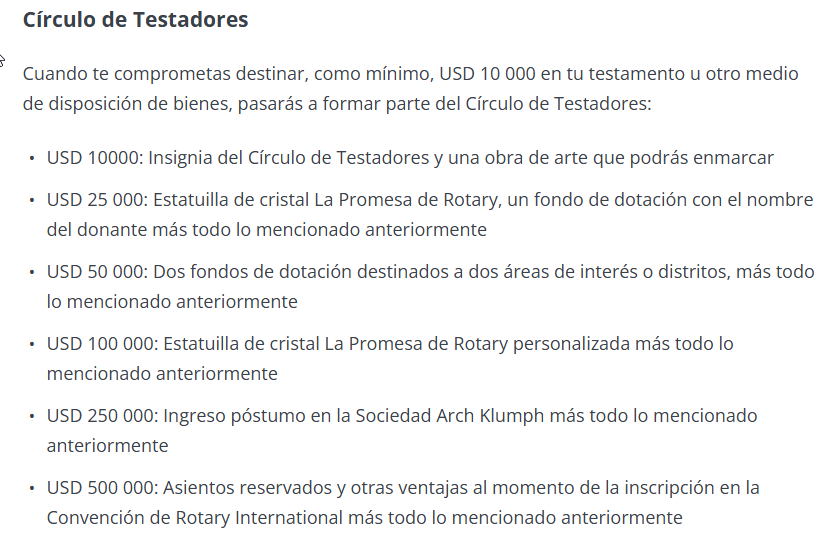 Círculo de Testadores
Cuando te comprometas destinar, como mínimo, USD 10 000 en tu testamento u otro medio
de disposición de bienes, pasarás a formar parte del Círculo de Testadores:
• USD 10000: Insignia del Círculo de Testadores y una obra de arte que podrás enmarcar
• USD 25 000: Estatuilla de cristal La Promesa de Rotary, un fondo de dotación con el nombre
del donante más todo lo mencionado anteriormente
• USD 50 000: Dos fondos de dotación destinados a dos áreas de interés o distritos, más todo
lo mencionado anteriormente
• USD 100 000: Estatuilla de cristal La Promesa de Rotary personalizada más todo lo
mencionado anteriormente
• USD 250 000: Ingreso póstumo en la Sociedad Arch Klumph más todo lo mencionado
anteriormente
• USD 500 000: Asientos reservados y otras ventajas al momento de la inscripción en la
Convención de Rotary International más todo lo mencionado anteriormente